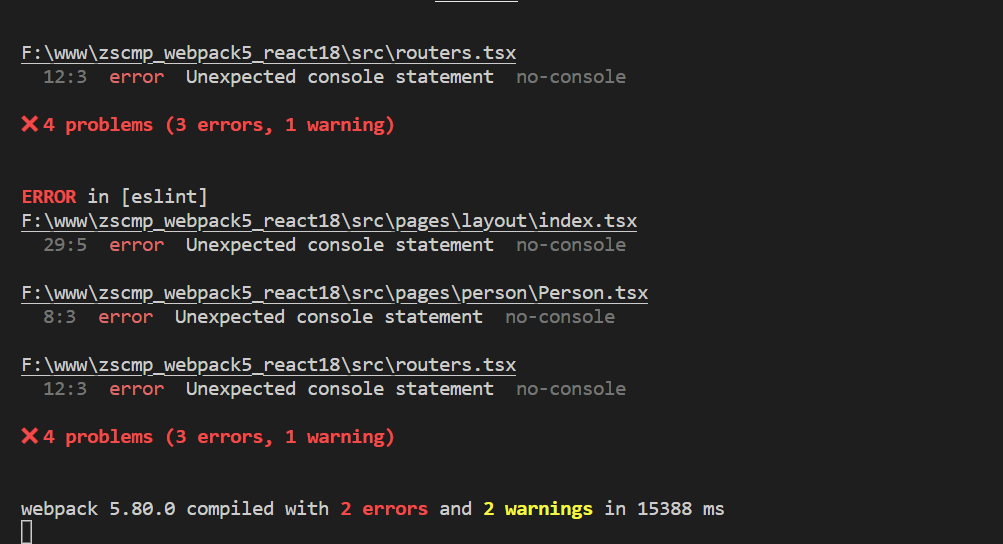 F:\www\zscmp_webpack5_react18\src\routers.tsx
12:3 error Unexpected console statement no-console
❌ 4 problems (3 errors, 1 warning)
ERROR in [eslint]
F:\www\zscmp_webpack5_react18\src\pages\layout\index.tsx
29:5 error Unexpected console statement no-console
F:\www\zscmp_webpack5_react18\src\pages\person\Person.tsx
8:3 error Unexpected console statement no-console
F:\www\zscmp_webpack5_react18\src\routers.tsx
12:3 error Unexpected console statement no-console
❌ 4 problems (3 errors, 1 warning)
webpack 5.80.0 compiled with 2 errors and 2 warnings in 15388 ms